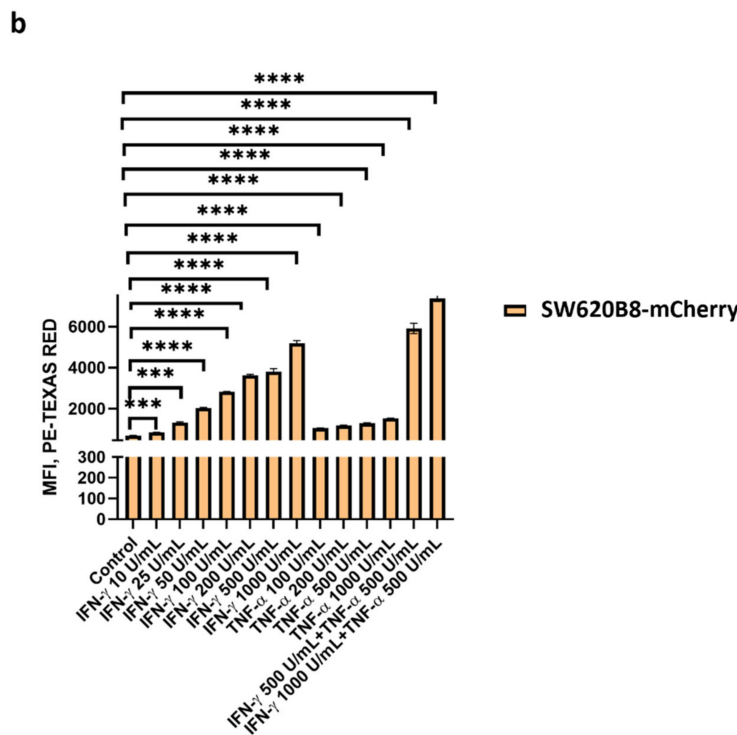 b
****
****
****
****
****
****
****
****
****
****
****
***
***
MFI, PE-TEXAS RED
6000
4000
2000
300
200
100
0
SW620B8-mCherry
Control
IFN-γ 10 U/mL
IFN-γ 25 U/mL
IFN-γ 50 U/mL
IFN-γ 100 U/mL
IFN-γ 200 U/mL
IFN-γ 500 U/mL
IFN-γ 1000 U/mL
TNF-α 100 U/mL
TNF-α 200 U/mL
TNF-α 500 U/mL
TNF-α 1000 U/mL
IFN-γ 500 U/mL+TNF-α 500 U/mL
IFN-γ 1000 U/mL+TNF-α 500 U/mL